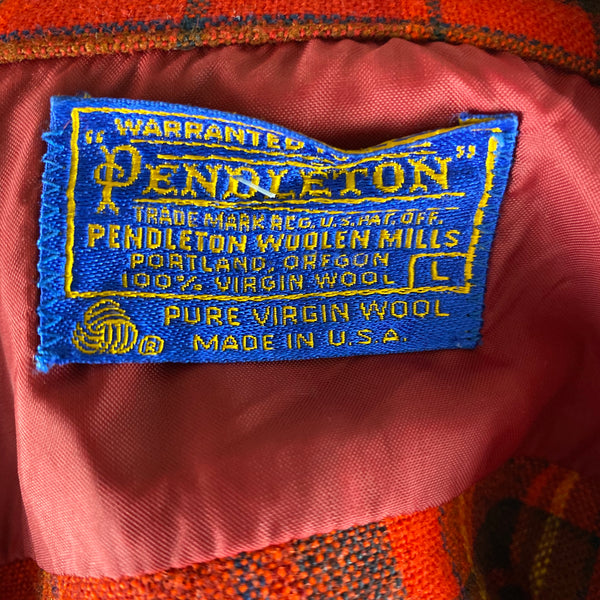 WARRANTED
"PENDLETON"
TRADE MARK REG. U.S. PAT. OFF.
PENDLETON WOOLEN MILLS
PORTLAND, OREGON
100% VIRGIN WOOL L
PURE VIRGIN WOOL
® MADE IN U.S.A.